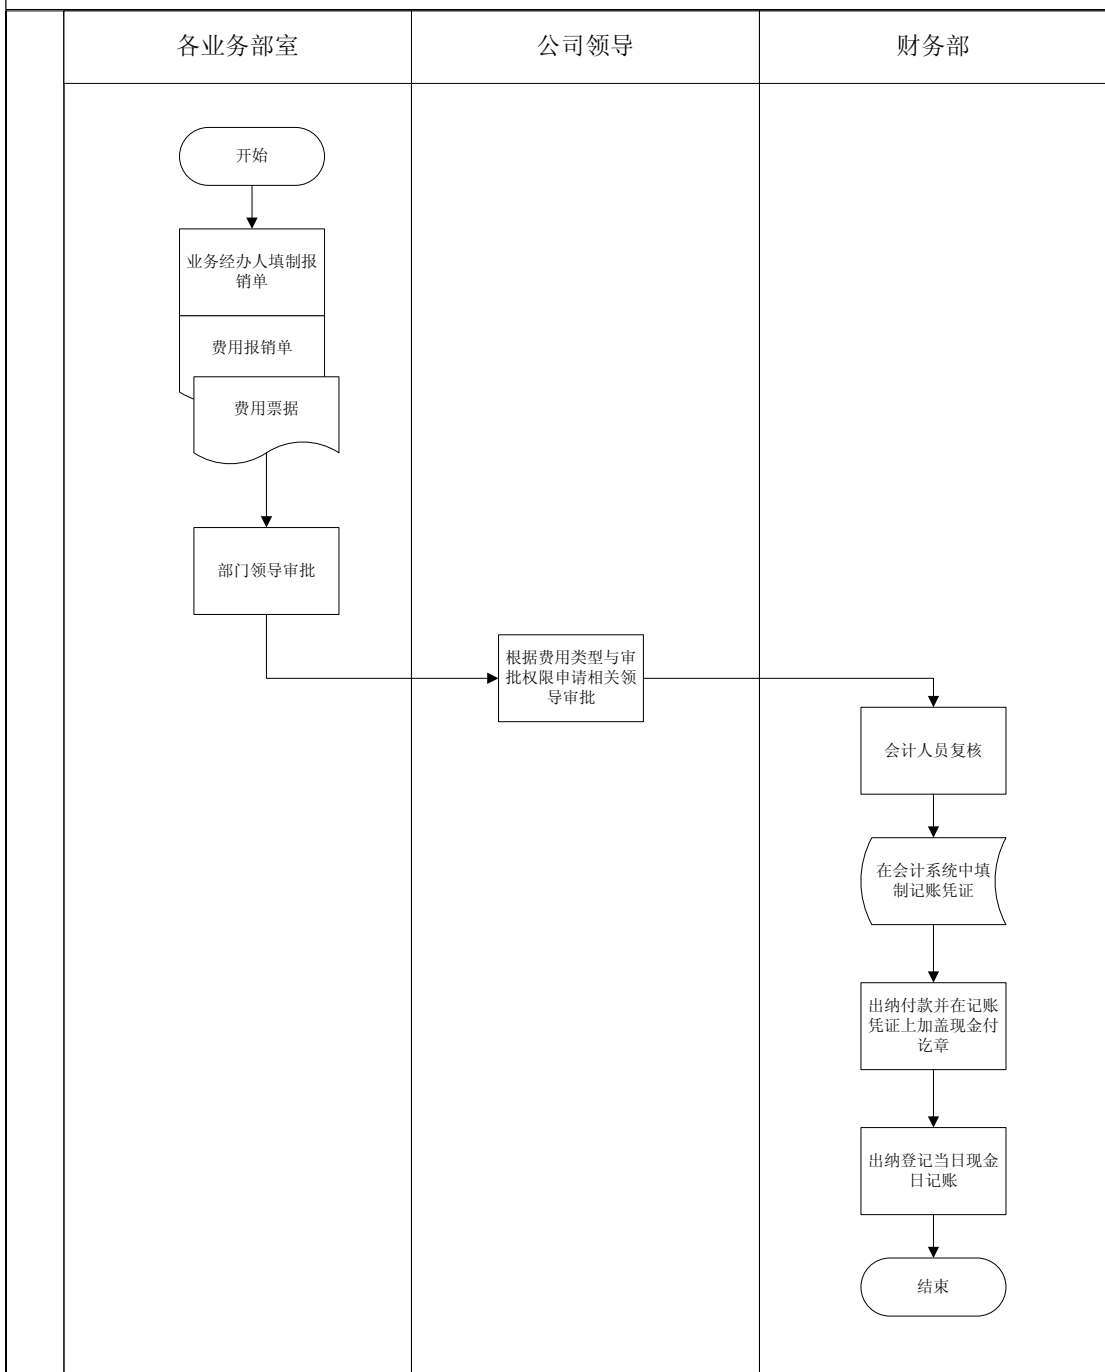 各业务部室
公司领导
财务部
开始
业务经办人填制报
销单
费用报销单
费用票据
部门领导审批
根据费用类型与审
批权限申请相关领
导审批
会计人员复核
在会计系统中填
制记账凭证
出纳付款并在记账
凭证上加盖现金付
讫章
出纳登记当日现金
日记账
结束